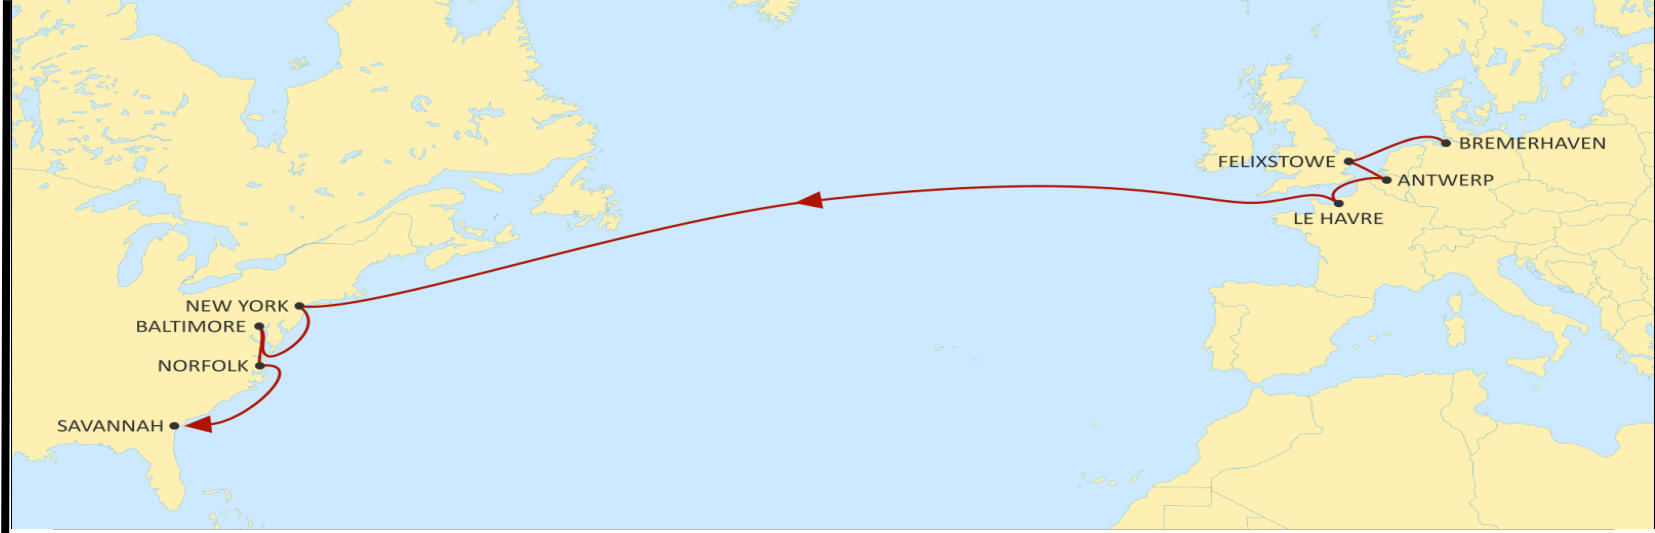 BREMERHAVEN
FELIXSTOWE
ANTWERP
LE HAVRE
NEW YORK
BALTIMORE
NORFOLK
SAVANNAH